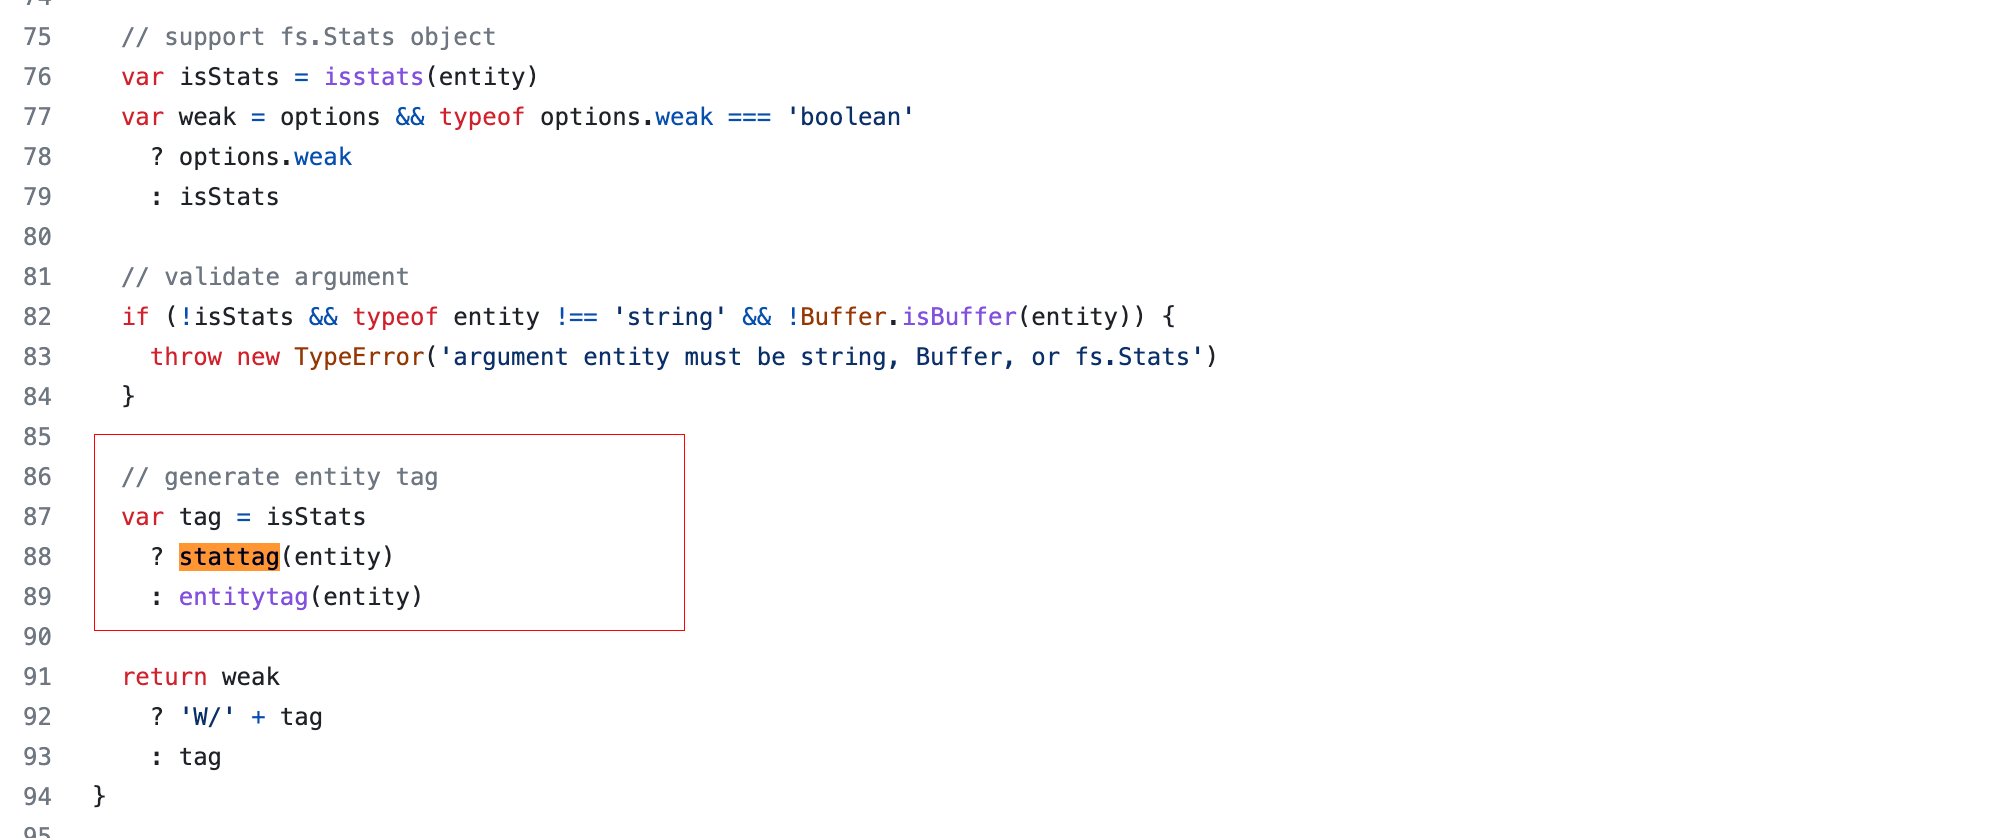 75 // support fs.Stats object
76 var isStats = isstats(entity)
77 var weak = options && typeof options.weak === 'boolean'
78 ? options.weak
79 : isStats
80
81 // validate argument
82 if (!isStats && typeof entity !== 'string' && !Buffer.isBuffer(entity)) {
83 throw new TypeError('argument entity must be string, Buffer, or fs.Stats')
84 }
85
86 // generate entity tag
87 var tag = isStats
88 ? stattag(entity)
89 : entitytag(entity)
90
91 return weak
92 ? 'W/' + tag
93 : tag
94 }
95